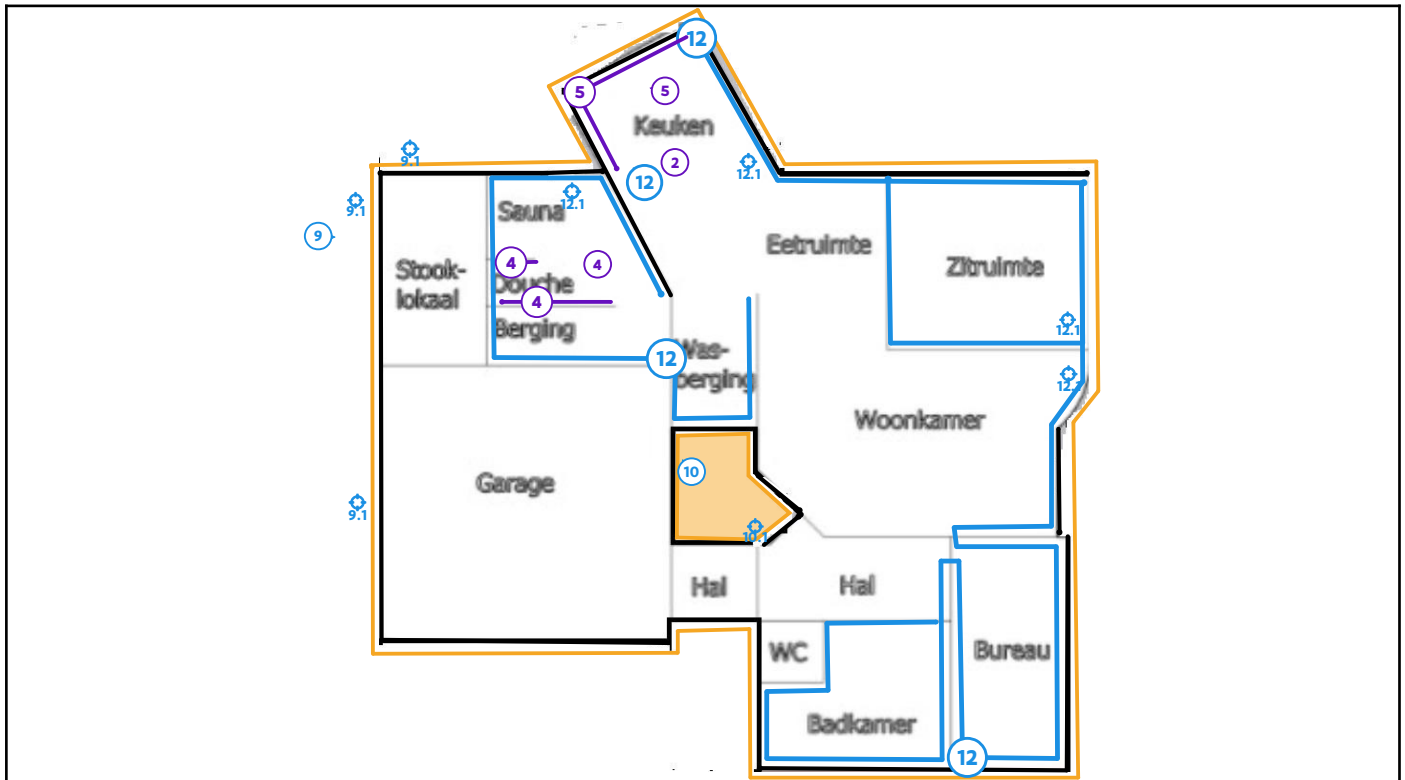 12
5
5
Keuken
9.1
2
12.1
12
12.1
9.1
Sauna
9
Eetruimte
Zitruimte
4
4
Stook-
lokaal
Douche
4
Berging
12.1
Was-
berging
12
12.1
Woonkamer
10
Garage
9.1
10.1
Hal
Hal
WC
Bureau
Badkamer
12